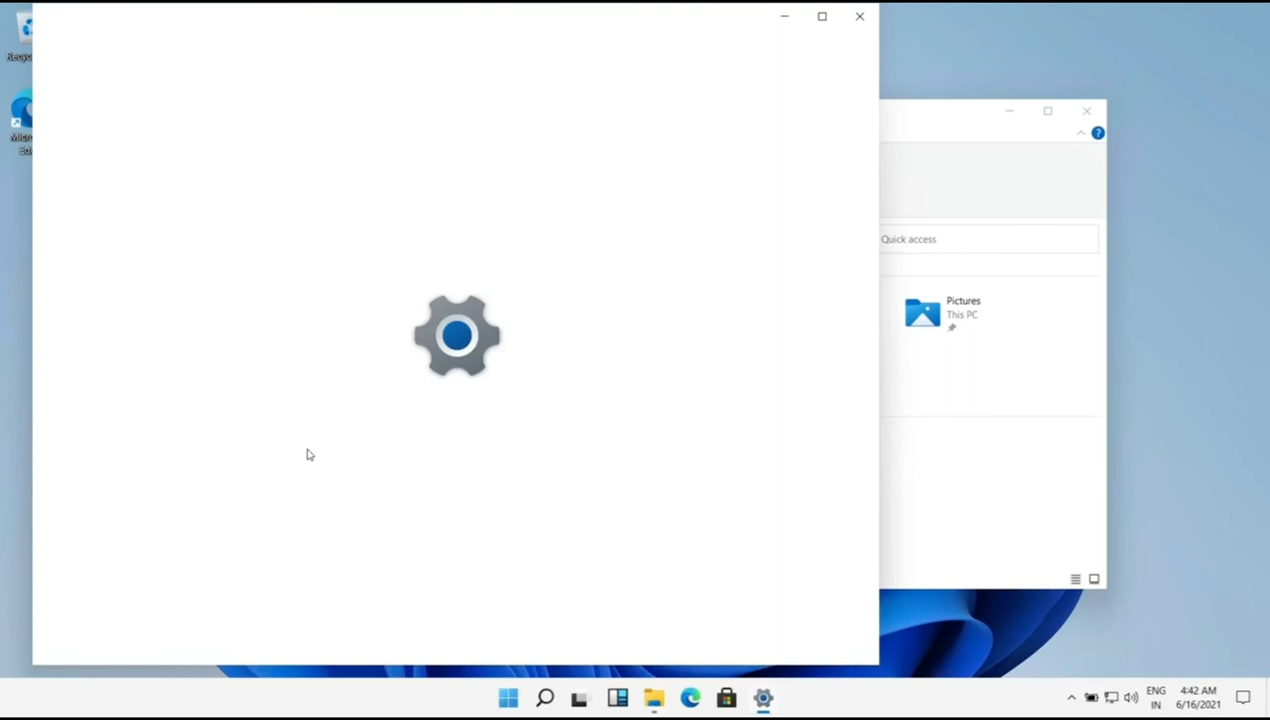 Quick access
Pictures
This PC
ENG
IN
4:42 AM
6/16/2021